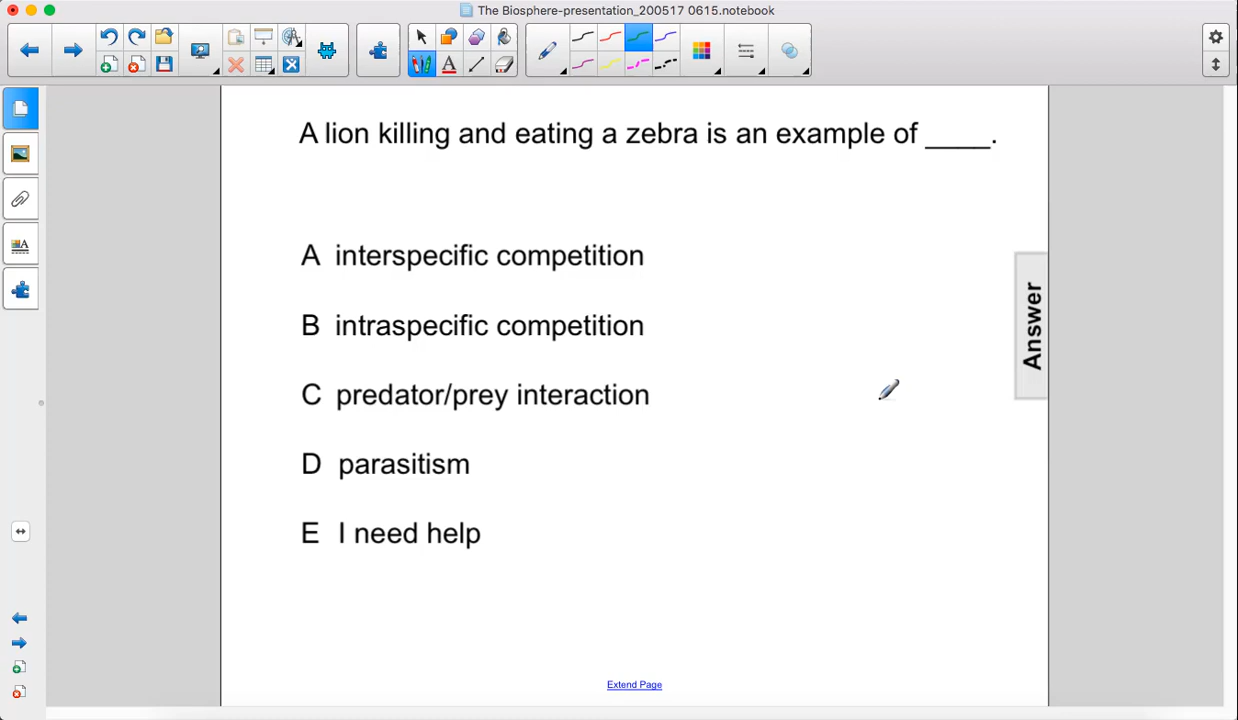 The Biosphere-presentation_200517 0615.notebook
A lion killing and eating a zebra is an example of ____.
A interspecific competition
B intraspecific competition
C predator/prey interaction
D parasitism
E I need help
Answer
Extend Page